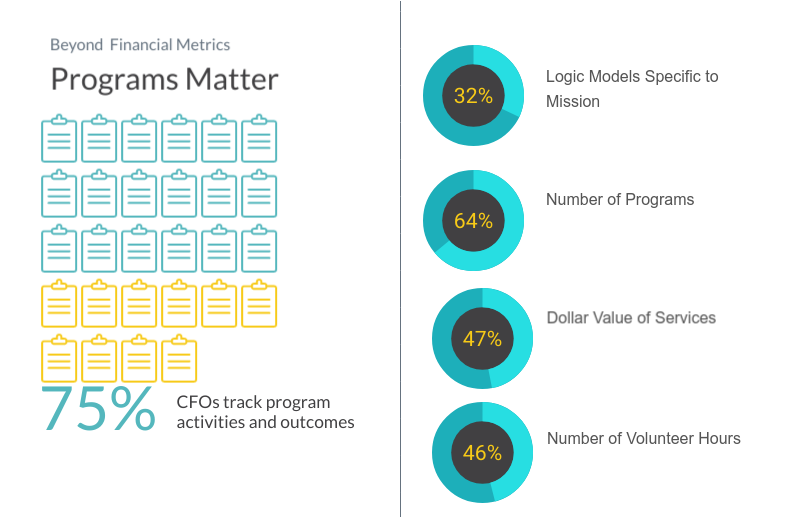 Beyond Financial Metrics
Programs Matter
75%
CFOs track program
activities and outcomes
32%
Logic Models Specific to
Mission
64%
Number of Programs
47%
Dollar Value of Services
46%
Number of Volunteer Hours